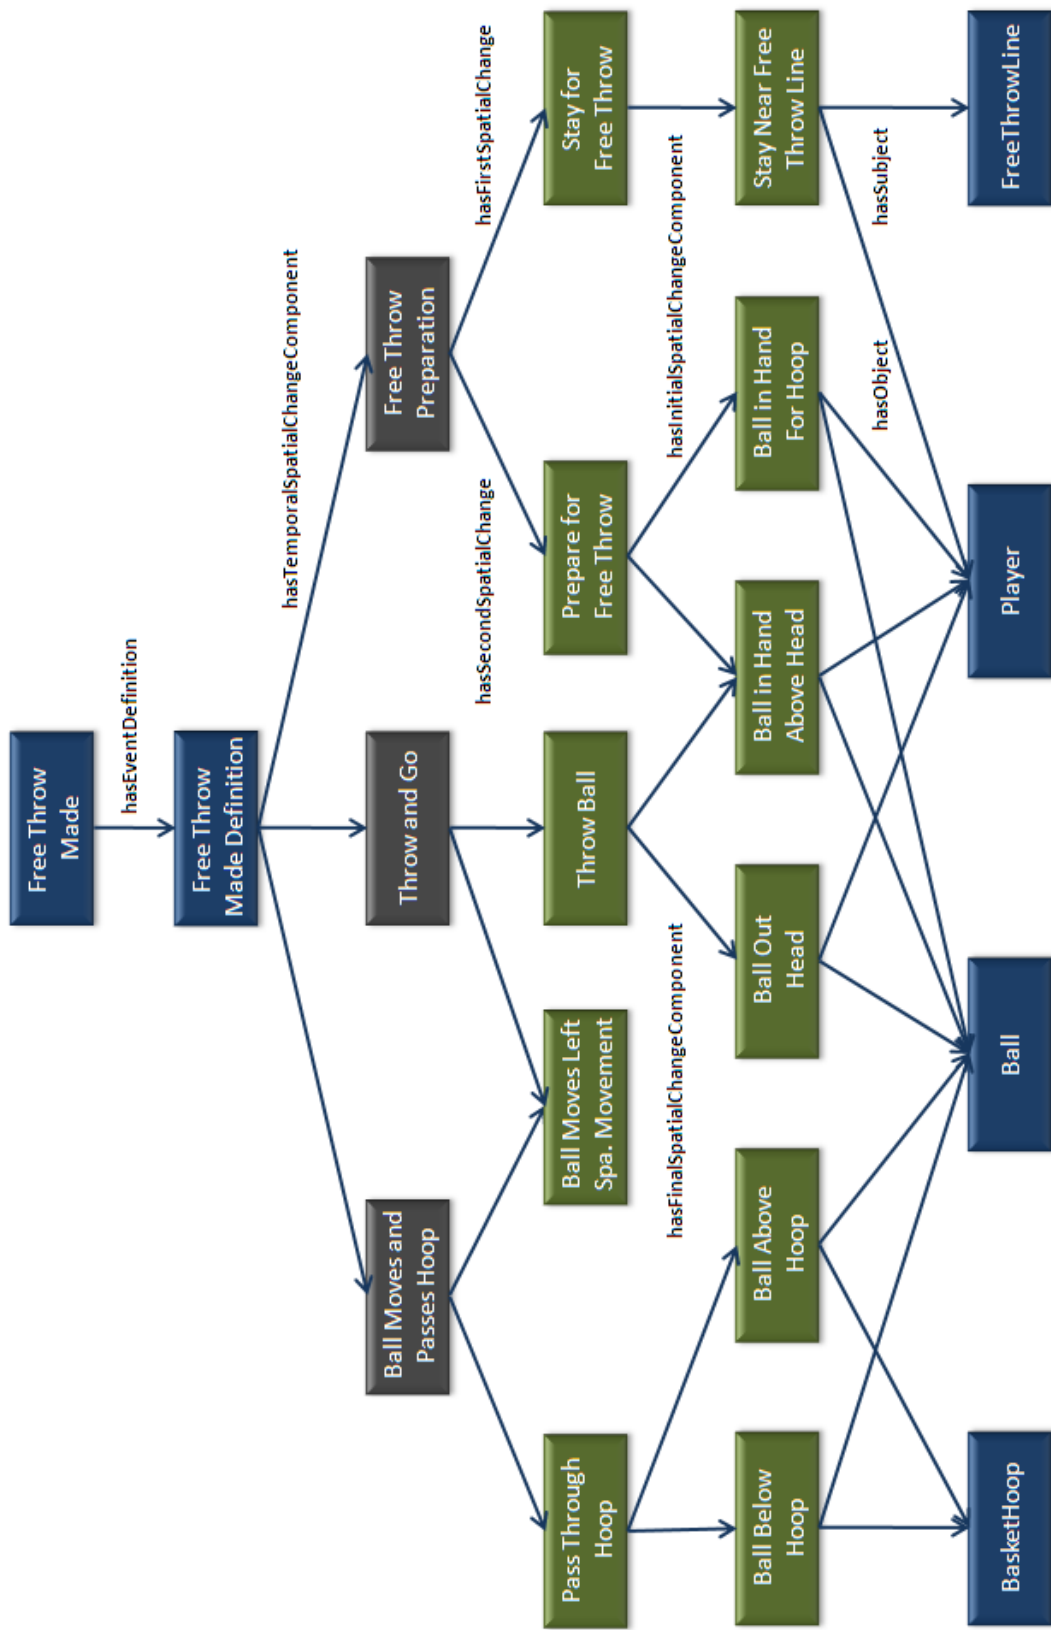 Free Throw
Made
hasEventDefinition
Free Throw
Made Definition
hasTemporalSpatialChangeComponent
Ball Moves and
Passes Hoop
Throw and Go
Free Throw
Preparation
hasSecondSpatialChange
hasFirstSpatialChange
Pass Through
Hoop
Ball Moves Left
Spa. Movement
Throw Ball
Prepare for
Free Throw
Stay for
Free Throw
hasFinalSpatialChangeComponent
hasInitialSpatialChangeComponent
Ball Below
Hoop
Ball Above
Hoop
Ball Out
Head
Ball in Hand
Above Head
Ball in Hand
For Hoop
Stay Near Free
Throw Line
hasObject
hasSubject
BasketHoop
Ball
Player
FreeThrowLine